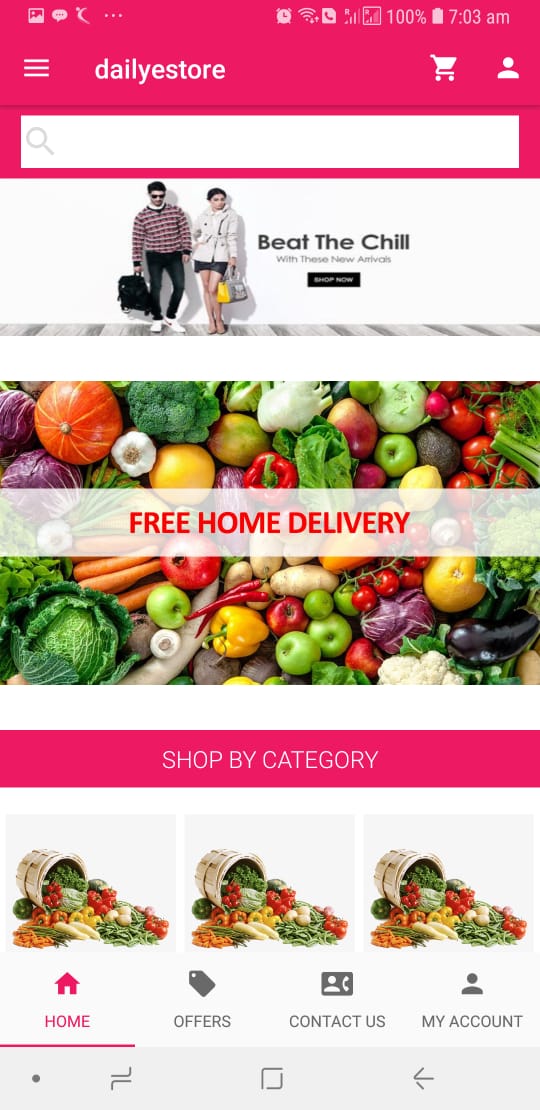 100% 7:03 am
dailyestore
Beat The Chill
With These New Arrivals
SHOP NOW
FREE HOME DELIVERY
SHOP BY CATEGORY
HOME OFFERS CONTACT US MY ACCOUNT